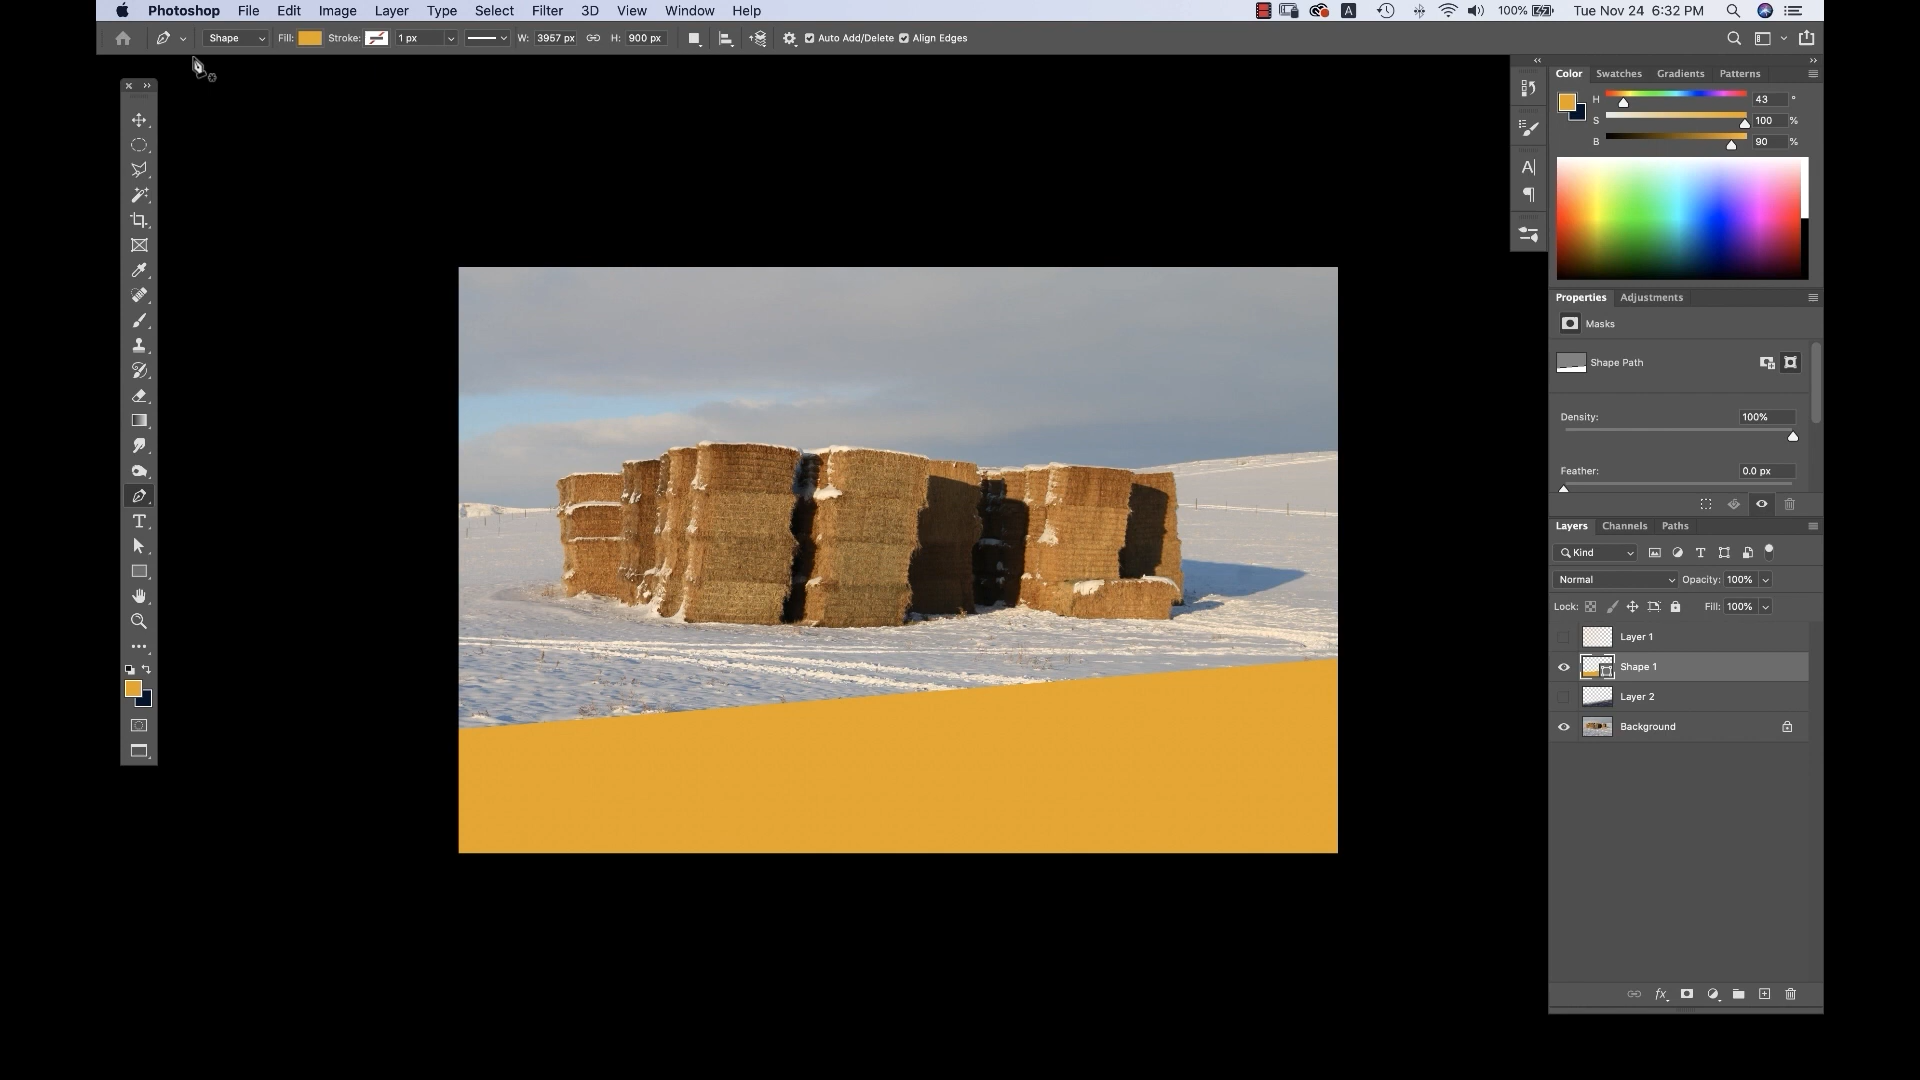 Photoshop File Edit Image Layer Type Select Filter 3D View Window Help 100% Tue Nov 24 6:32 PM
Shape Fill: Stroke: 1 px W: 3957 px H: 900 px Auto Add/Delete Align Edges
Color Swatches Gradients Patterns
H 43 °
S 100 %
B 90 %
Properties Adjustments
Masks
Shape Path
Density: 100%
Feather: 0.0 px
Layers Channels Paths
Kind
Normal Opacity: 100%
Lock: Fill: 100%
Layer 1
Shape 1
Layer 2
Background
fx